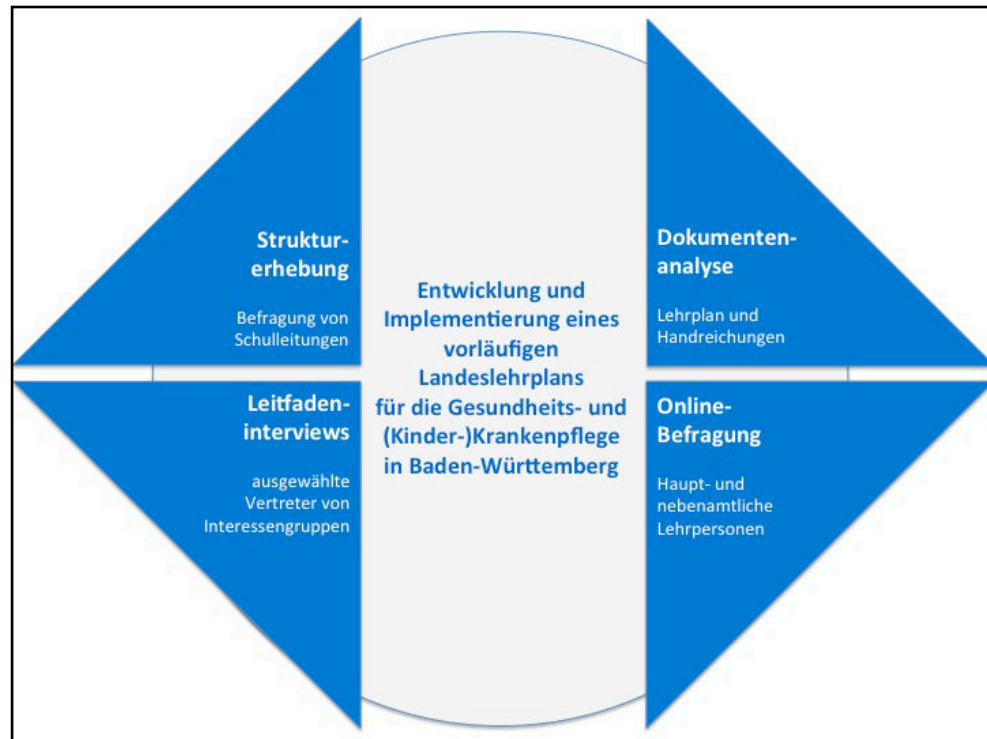 Struktur-
erhebung
Befragung von
Schulleitungen
Dokumenten-
analyse
Lehrplan und
Handreichungen
Entwicklung und
Implementierung eines
vorläufigen
Landeslehrplans
für die Gesundheits- und
(Kinder-)Krankenpflege
in Baden-Württemberg
Leitfaden-
interviews
ausgewählte
Vertreter von
Interessengruppen
Online-
Befragung
Haupt- und
nebenamtliche
Lehrpersonen